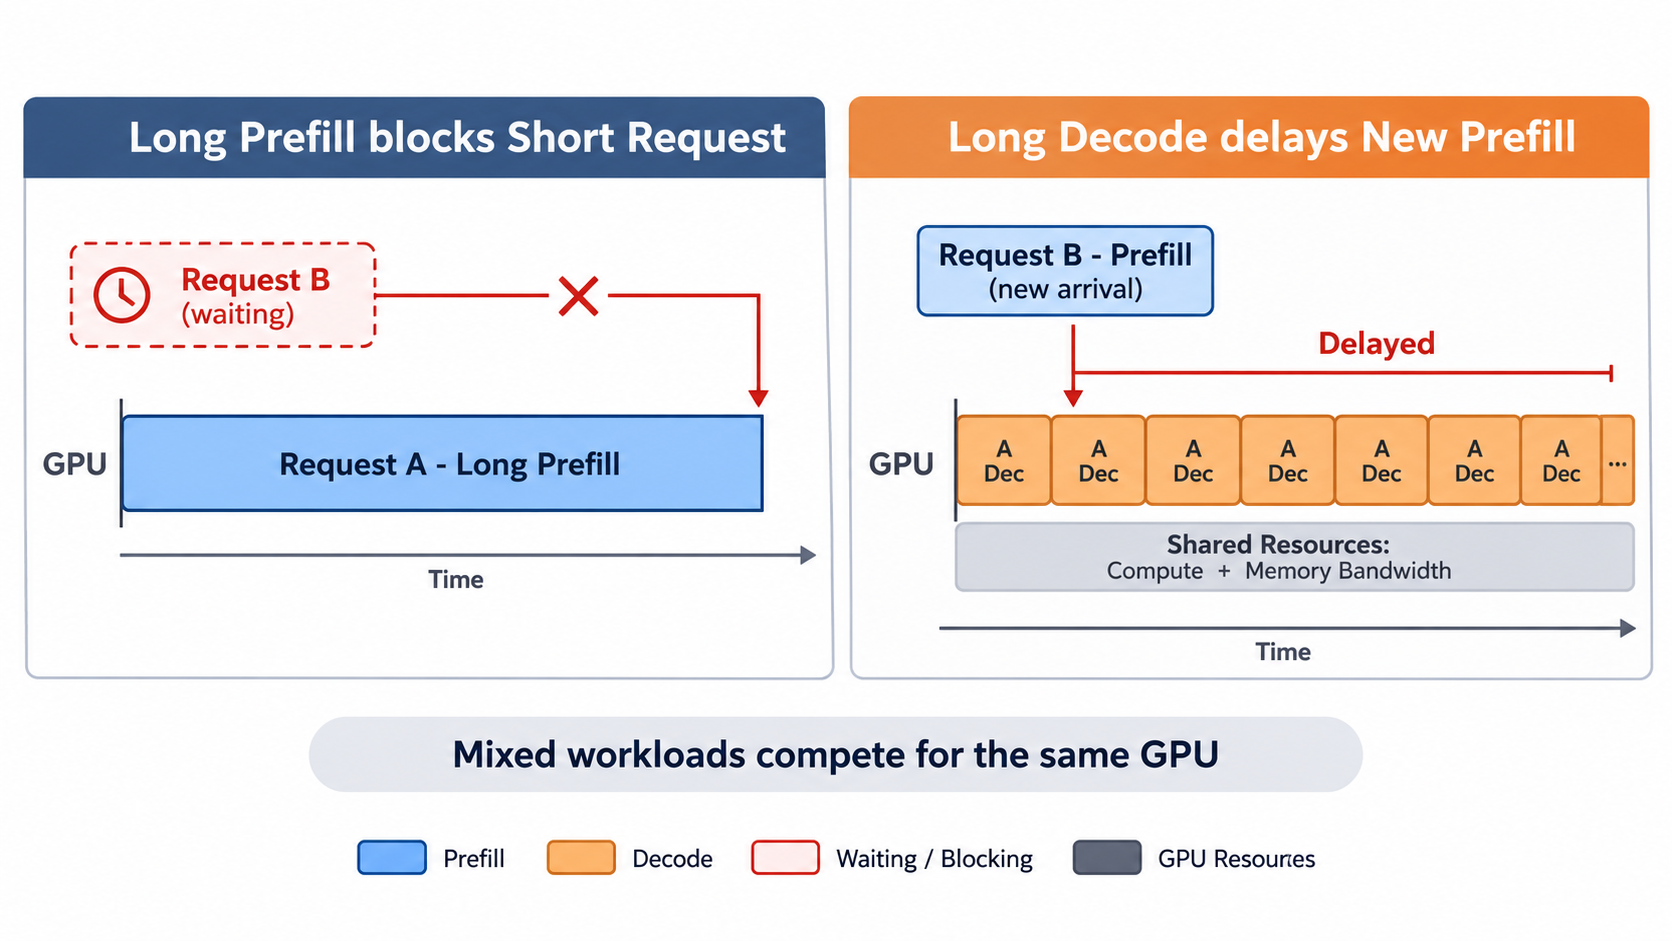 Long Prefill blocks Short Request
Request B
(waiting)
GPU
Request A - Long Prefill
Time
Long Decode delays New Prefill
Request B - Prefill
(new arrival)
Delayed
GPU
A
Dec
A
Dec
A
Dec
A
Dec
A
Dec
A
Dec
A
Dec
...
Shared Resources:
Compute + Memory Bandwidth
Time
Mixed workloads compete for the same GPU
Prefill
Decode
Waiting / Blocking
GPU Resources